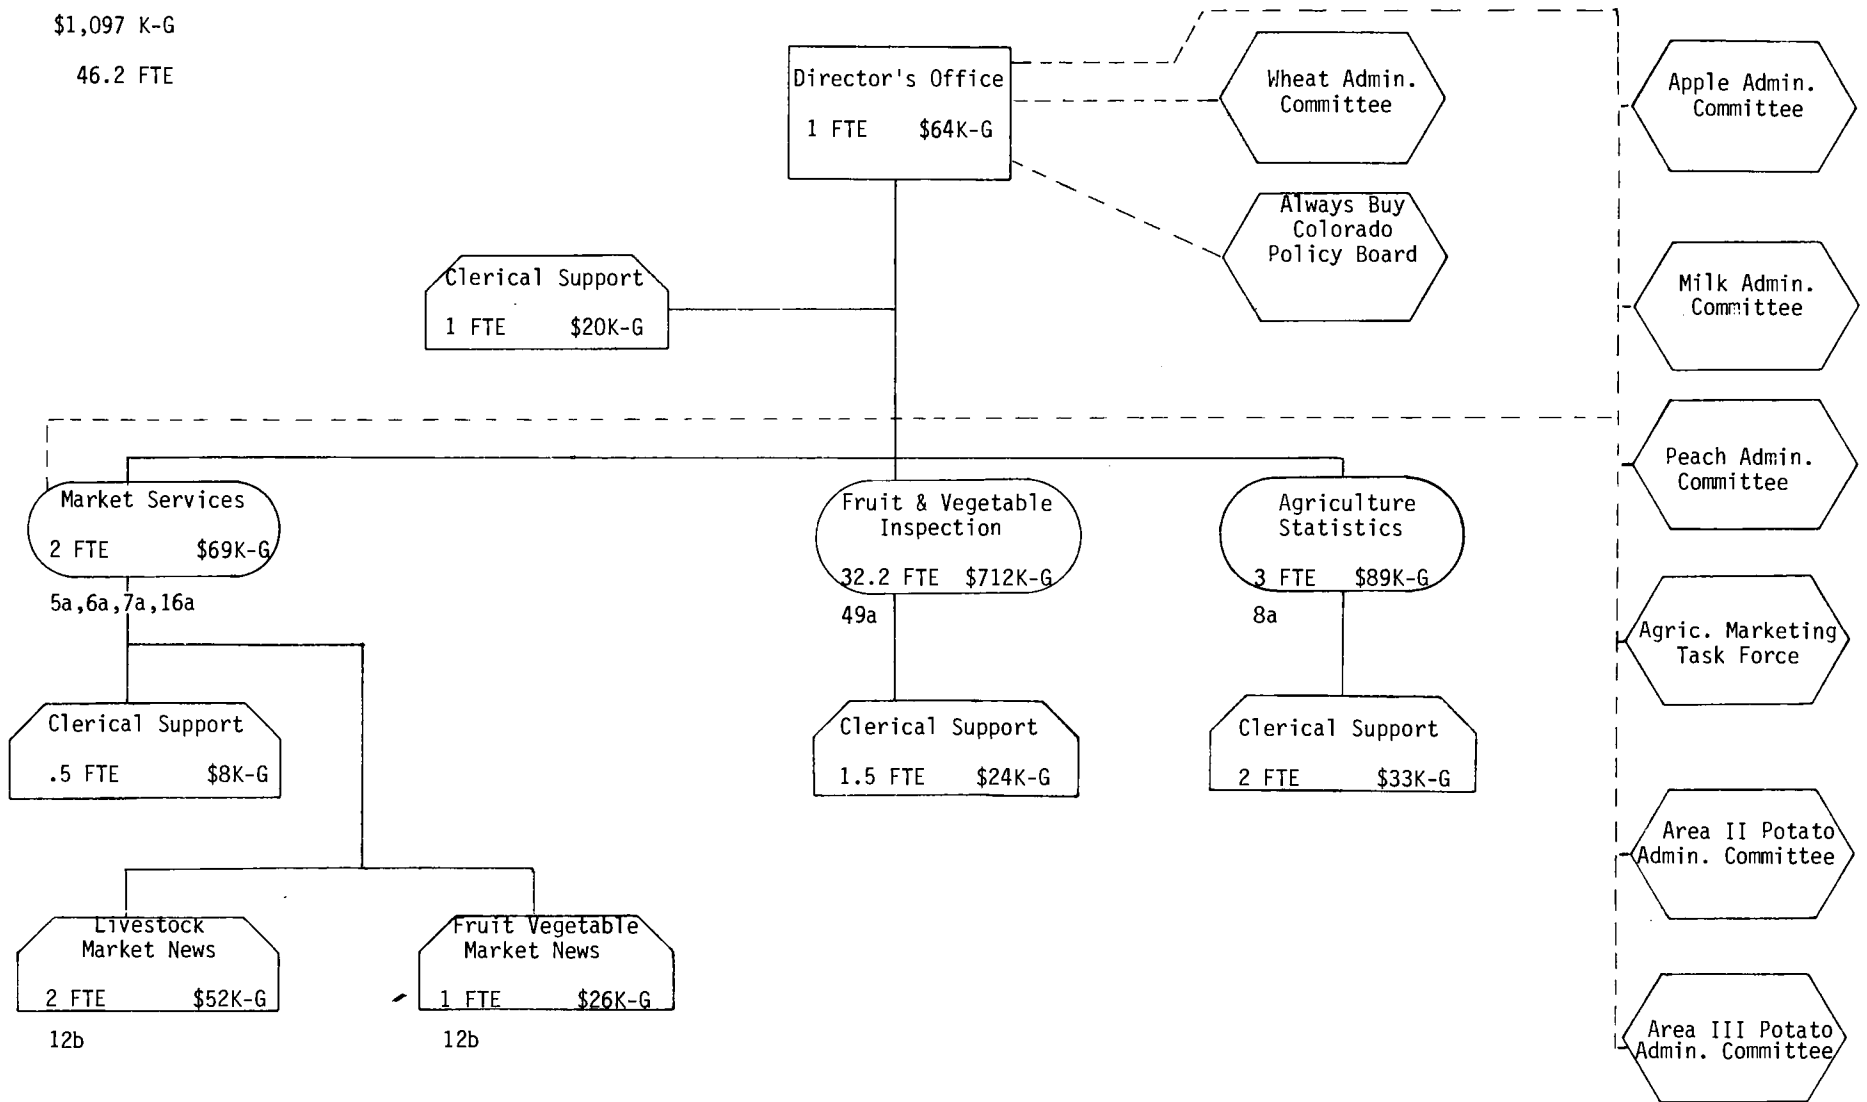 $1,097 K-G
46.2 FTE
Director's Office
1 FTE $64K-G
Wheat Admin.
Committee
Always Buy
Colorado
Policy Board
Apple Admin.
Committee
Milk Admin.
Committee
Peach Admin.
Committee
Agric. Marketing
Task Force
Area II Potato
Admin. Committee
Area III Potato
Admin. Committee
Clerical Support
1 FTE $20K-G
Market Services
2 FTE $69K-G
5a,6a,7a,16a
Fruit & Vegetable
Inspection
32.2 FTE $712K-G
49a
Agriculture
Statistics
3 FTE $89K-G
8a
Clerical Support
.5 FTE $8K-G
Clerical Support
1.5 FTE $24K-G
Clerical Support
2 FTE $33K-G
Livestock
Market News
2 FTE $52K-G
12b
Fruit Vegetable
Market News
1 FTE $26K-G
12b